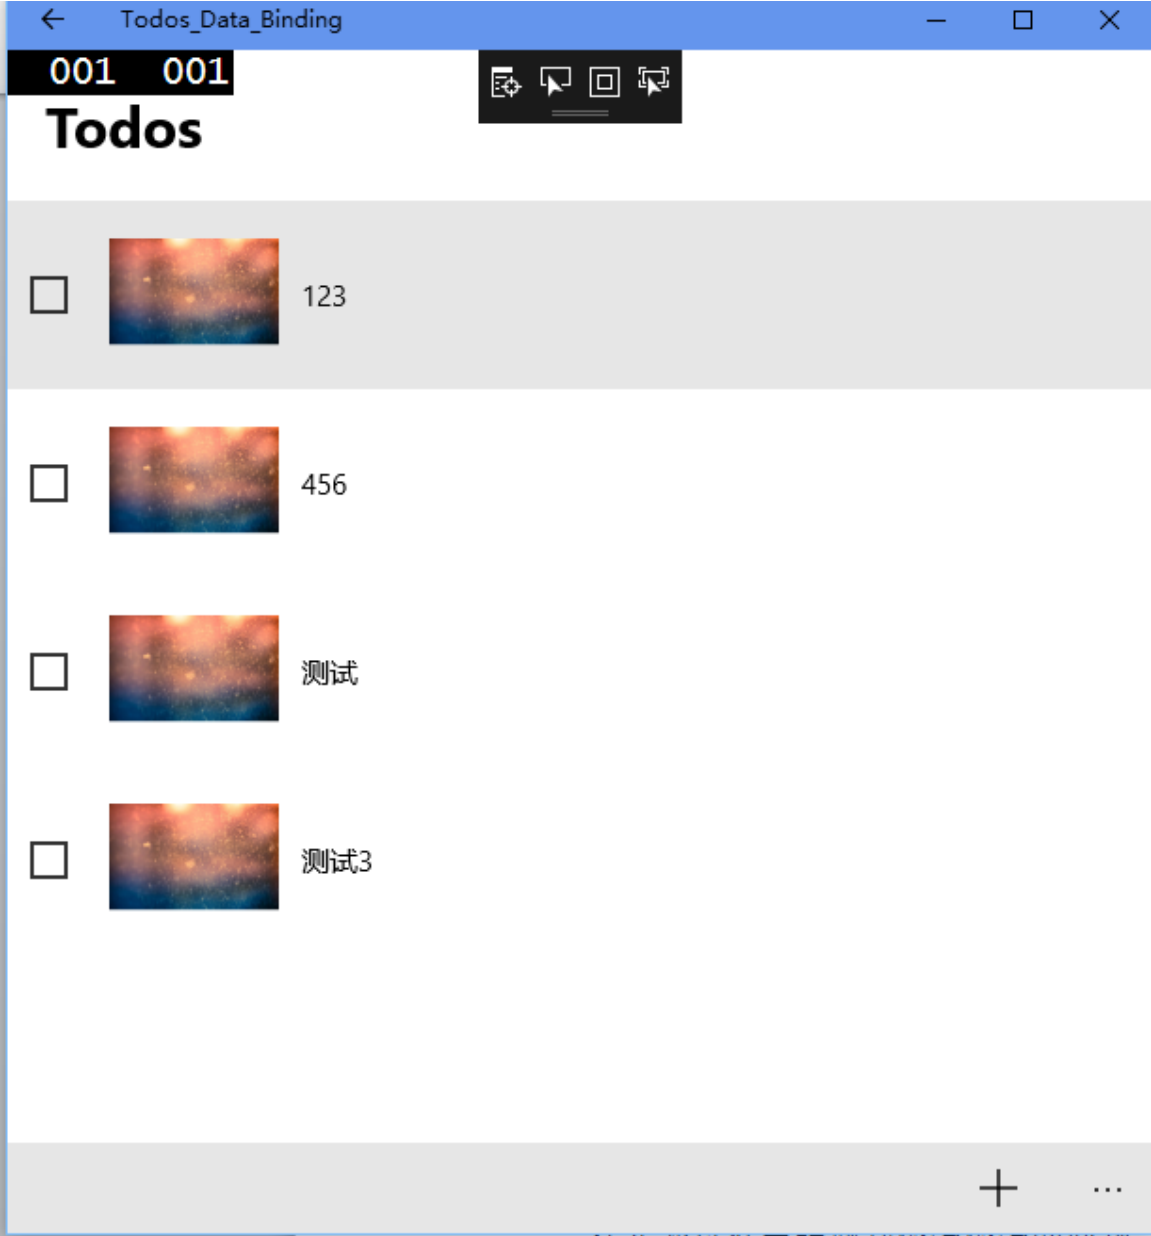 Todos_Data_Binding
001 001
Todos
123
456
测试
测试3